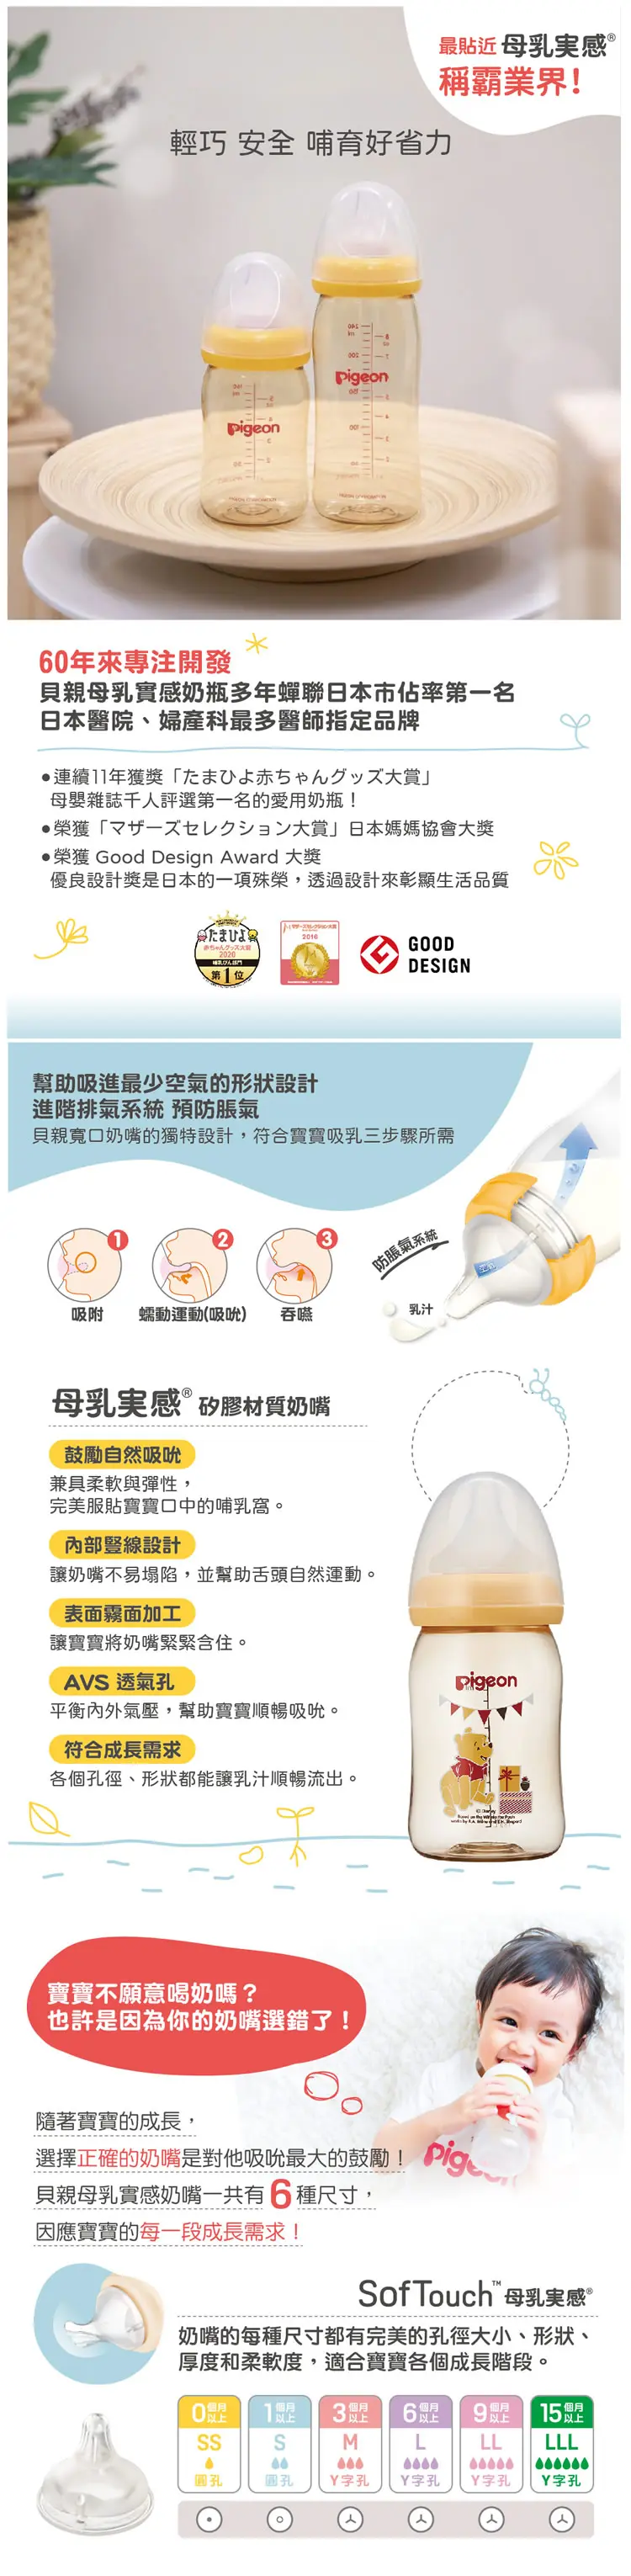 最貼近 母乳実感®
稱霸業界!
輕巧 安全 哺育好省力
Pigeon
Pigeon
60年來專注開發
貝親母乳實感奶瓶多年蟬聯日本市佔率第一名
日本醫院、婦產科最多醫師指定品牌
●連續11年獲獎「たまひよ赤ちゃんグッズ大賞」
母嬰雜誌千人評選第一名的愛用奶瓶!
●榮獲「マザーズセレクション大賞」日本媽媽協會大獎
●榮獲 Good Design Award 大獎
優良設計獎是日本的一項殊榮,透過設計來彰顯生活品質
たまひよ
赤ちゃんグッズ大賞
2020
第1位
マザーズセレクション大賞
2016
GOOD
DESIGN
幫助吸進最少空氣的形狀設計
進階排氣系統 預防脹氣
貝親寬口奶嘴的獨特設計,符合寶寶吸乳三步驟所需
1 2 3
吸附 蠕動運動(吸吮) 吞嚥
防脹氣系統
空氣
乳汁
母乳実感® 矽膠材質奶嘴
鼓勵自然吸吮
兼具柔軟與彈性,
完美服貼寶寶口中的哺乳窩。
內部豎線設計
讓奶嘴不易塌陷,並幫助舌頭自然運動。
表面霧面加工
讓寶寶將奶嘴緊緊含住。
AVS 透氣孔
平衡內外氣壓,幫助寶寶順暢吸吮。
符合成長需求
各個孔徑、形狀都能讓乳汁順暢流出。
Pigeon
© Disney
Based on the "Winnie the Pooh"
works by A.A. Milne and E.H. Shepard
寶寶不願意喝奶嗎?
也許是因為你的奶嘴選錯了!
隨著寶寶的成長,
選擇正確的奶嘴是對他吸吮最大的鼓勵!
貝親母乳實感奶嘴一共有6種尺寸,
因應寶寶的每一段成長需求!
SofTouch™ 母乳実感®
奶嘴的每種尺寸都有完美的孔徑大小、形狀、
厚度和柔軟度,適合寶寶各個成長階段。
0個月以上 1個月以上 3個月以上 6個月以上 9個月以上 15個月以上
SS S M L LL LLL
圓孔 圓孔 Y字孔 Y字孔 Y字孔 Y字孔